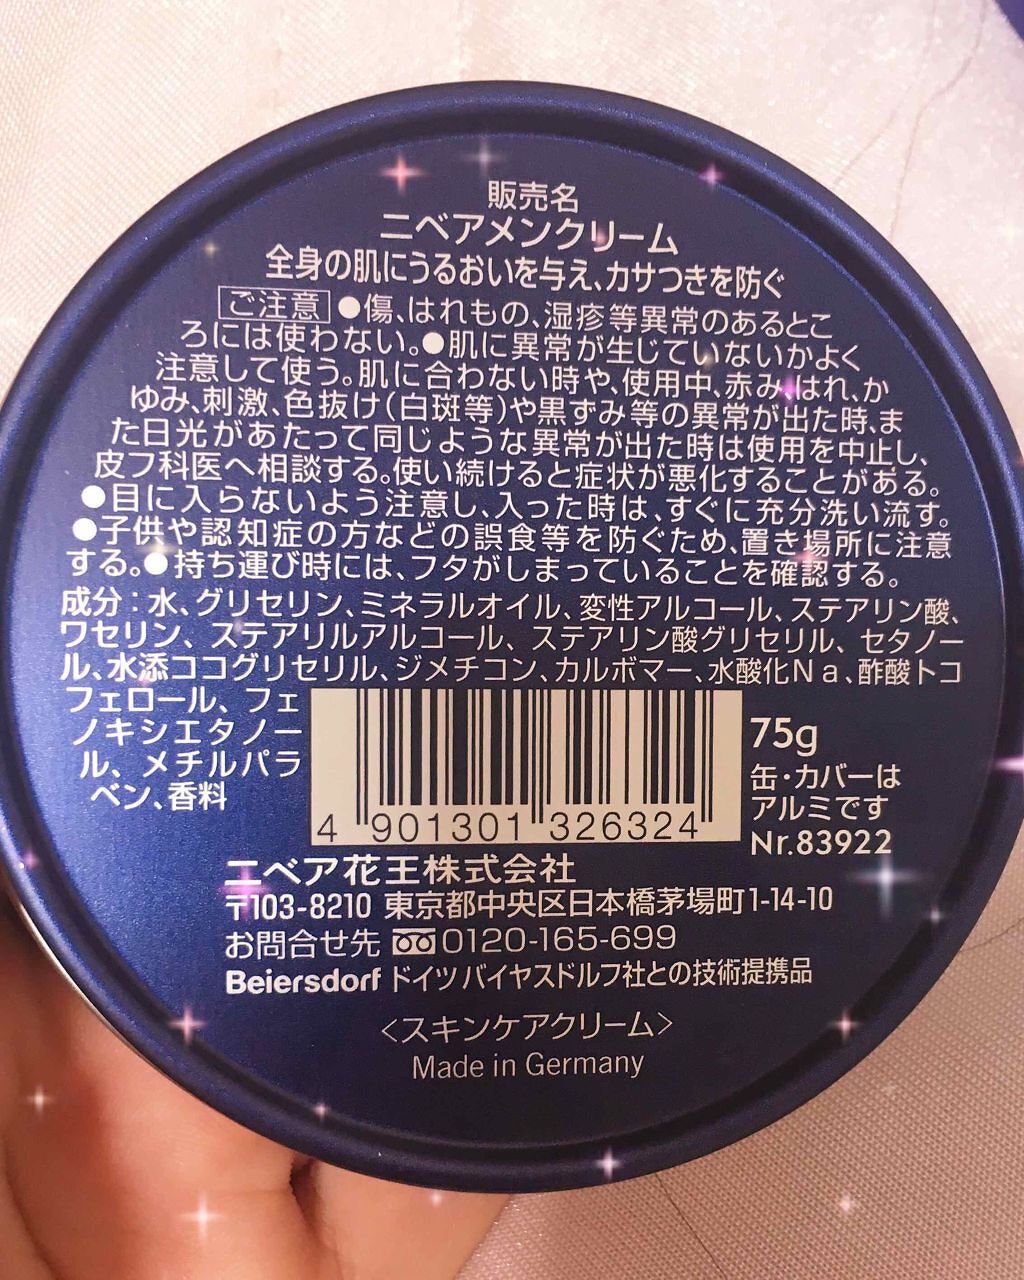 販売名
ニベアメンクリーム
全身の肌にうるおいを与え、カサつきを防ぐ
ご注意 ●傷、はれもの、湿疹等異常のあるとこ
ろには使わない。●肌に異常が生じていないかよく
注意して使う。肌に合わない時や、使用中、赤み、はれ、か
ゆみ、刺激、色抜け(白斑等)や黒ずみ等の異常が出た時、ま
た日光があたって同じような異常が出た時は使用を中止し、
皮フ科医へ相談する。使い続けると症状が悪化することがある。
●目に入らないよう注意し、入った時は、すぐに充分洗い流す。
●子供や認知症の方などの誤食等を防ぐため、置き場所に注意
する。●持ち運び時には、フタがしまっていることを確認する。
成分：水、グリセリン、ミネラルオイル、変性アルコール、ステアリン酸、
ワセリン、ステアリルアルコール、ステアリン酸グリセリル、セタノー
ル、水添ココグリセリル、ジメチコン、カルボマー、水酸化Na、酢酸トコ
フェロール、フェ
ノキシエタノー
ル、メチルパラ
ベン、香料
4 901301 326324
75g
缶・カバーは
アルミです
Nr.83922
ニベア花王株式会社
〒103-8210 東京都中央区日本橋茅場町1-14-10
お問合せ先 0120-165-699
Beiersdorf ドイツ バイヤスドルフ社との技術提携品
<スキンケアクリーム>
Made in Germany